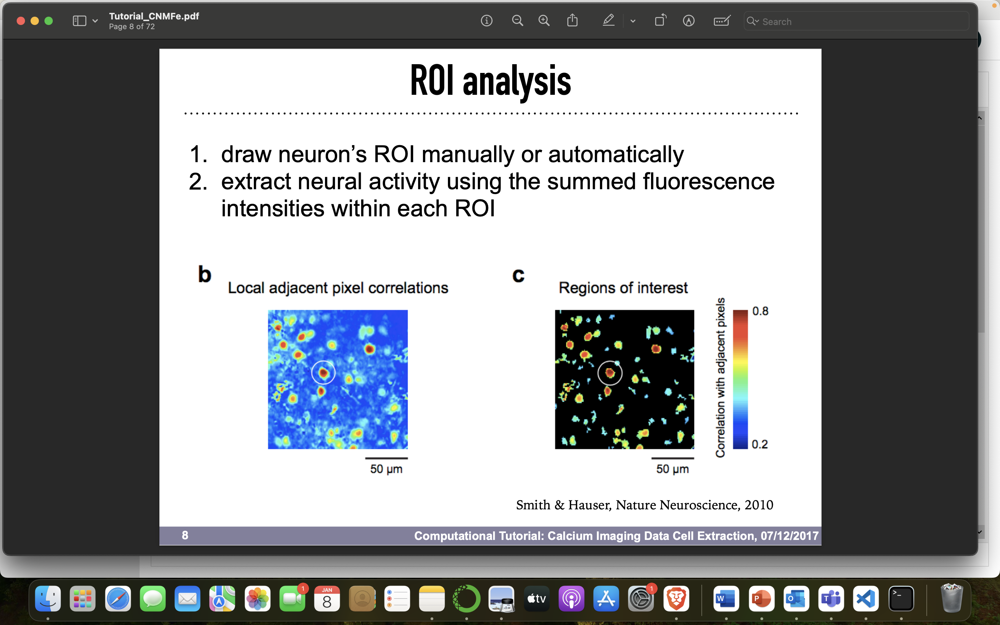 Tutorial_CNMFe.pdf
Page 8 of 72
Search
ROI analysis
1. draw neuron’s ROI manually or automatically
2. extract neural activity using the summed fluorescence
intensities within each ROI
b
Local adjacent pixel correlations
50 µm
c
Regions of interest
50 µm
Correlation with adjacent pixels
0.8
0.2
Smith & Hauser, Nature Neuroscience, 2010
8
Computational Tutorial: Calcium Imaging Data Cell Extraction, 07/12/2017
1
JAN
8
tv
1
W
P
O
T
>_